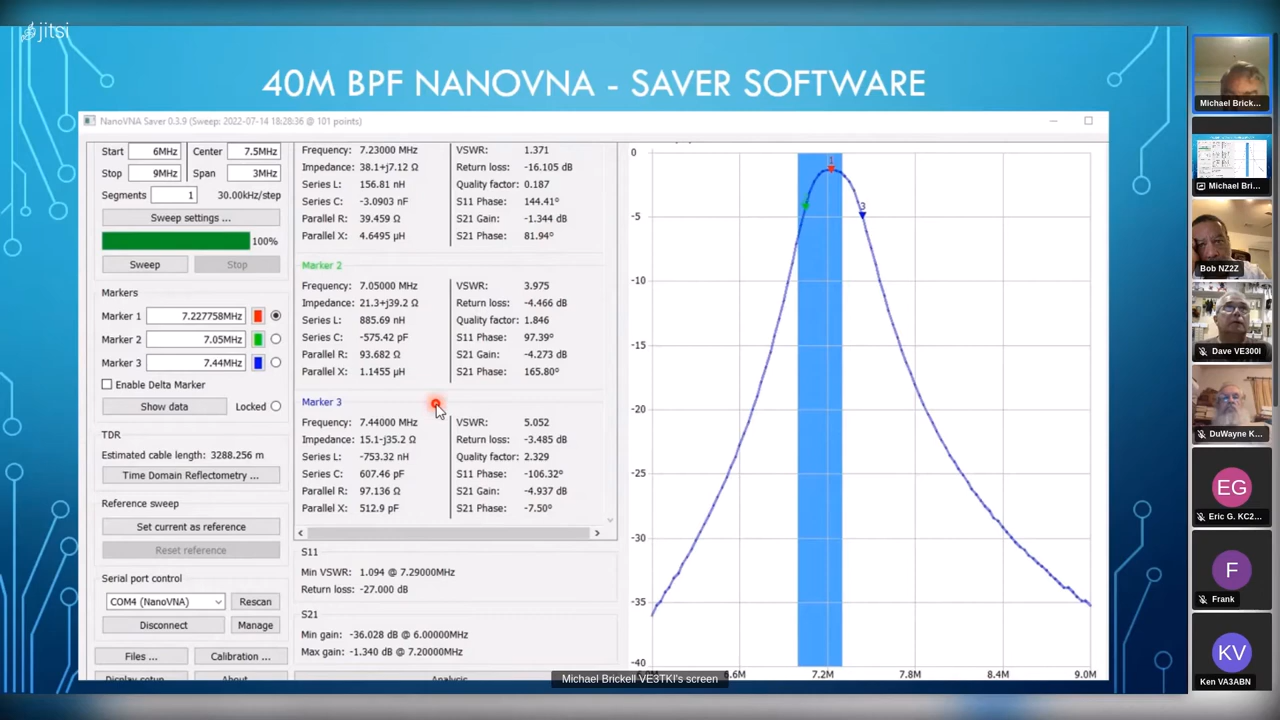 jitsi
40M BPF NANOVNA - SAVER SOFTWARE
NanoVNA Saver 0.3.9 (Sweep: 2022-07-14 18:28:36 @ 101 points)
Start 6MHz Center 7.5MHz
Stop 9MHz Span 3MHz
Segments 1 30.00kHz/step
Sweep settings ...
100%
Sweep Stop
Markers
Marker 1 7.227758MHz
Marker 2 7.05MHz
Marker 3 7.44MHz
Enable Delta Marker
Show data Locked
TDR
Estimated cable length: 3288.256 m
Time Domain Reflectometry ...
Reference sweep
Set current as reference
Reset reference
Serial port control
COM4 (NanoVNA) Rescan
Disconnect Manage
Files ... Calibration ...
Display setup About
Frequency: 7.23000 MHz VSWR: 1.371
Impedance: 38.1+j7.12 Ω Return loss: -16.105 dB
Series L: 156.81 nH Quality factor: 0.187
Series C: -3.0903 nF S11 Phase: 144.41º
Parallel R: 39.459 Ω S21 Gain: -1.344 dB
Parallel X: 4.6495 µH S21 Phase: 81.94º
Marker 2
Frequency: 7.05000 MHz VSWR: 3.975
Impedance: 21.3+j39.2 Ω Return loss: -4.466 dB
Series L: 885.69 nH Quality factor: 1.846
Series C: -575.42 pF S11 Phase: 97.39º
Parallel R: 93.682 Ω S21 Gain: -4.273 dB
Parallel X: 1.1455 µH S21 Phase: 165.80º
Marker 3
Frequency: 7.44000 MHz VSWR: 5.052
Impedance: 15.1-j35.2 Ω Return loss: -3.485 dB
Series L: -753.32 nH Quality factor: 2.329
Series C: 607.46 pF S11 Phase: -106.32º
Parallel R: 97.136 Ω S21 Gain: -4.937 dB
Parallel X: 512.9 pF S21 Phase: -7.50º
S11
Min VSWR: 1.094 @ 7.29000MHz
Return loss: -27.000 dB
S21
Min gain: -36.028 dB @ 6.00000MHz
Max gain: -1.340 dB @ 7.20000MHz
Analysis
0
-5
-10
-15
-20
-25
-30
-35
-40
1
3
6.6M 7.2M 7.8M 8.4M 9.0M
Michael Brickell VE3TKI's screen
Michael Brick...
Michael Bri...
Bob NZ2Z
Dave VE3OOI
DuWayne K...
EG
Eric G. KC2...
F
Frank
KV
Ken VA3ABN